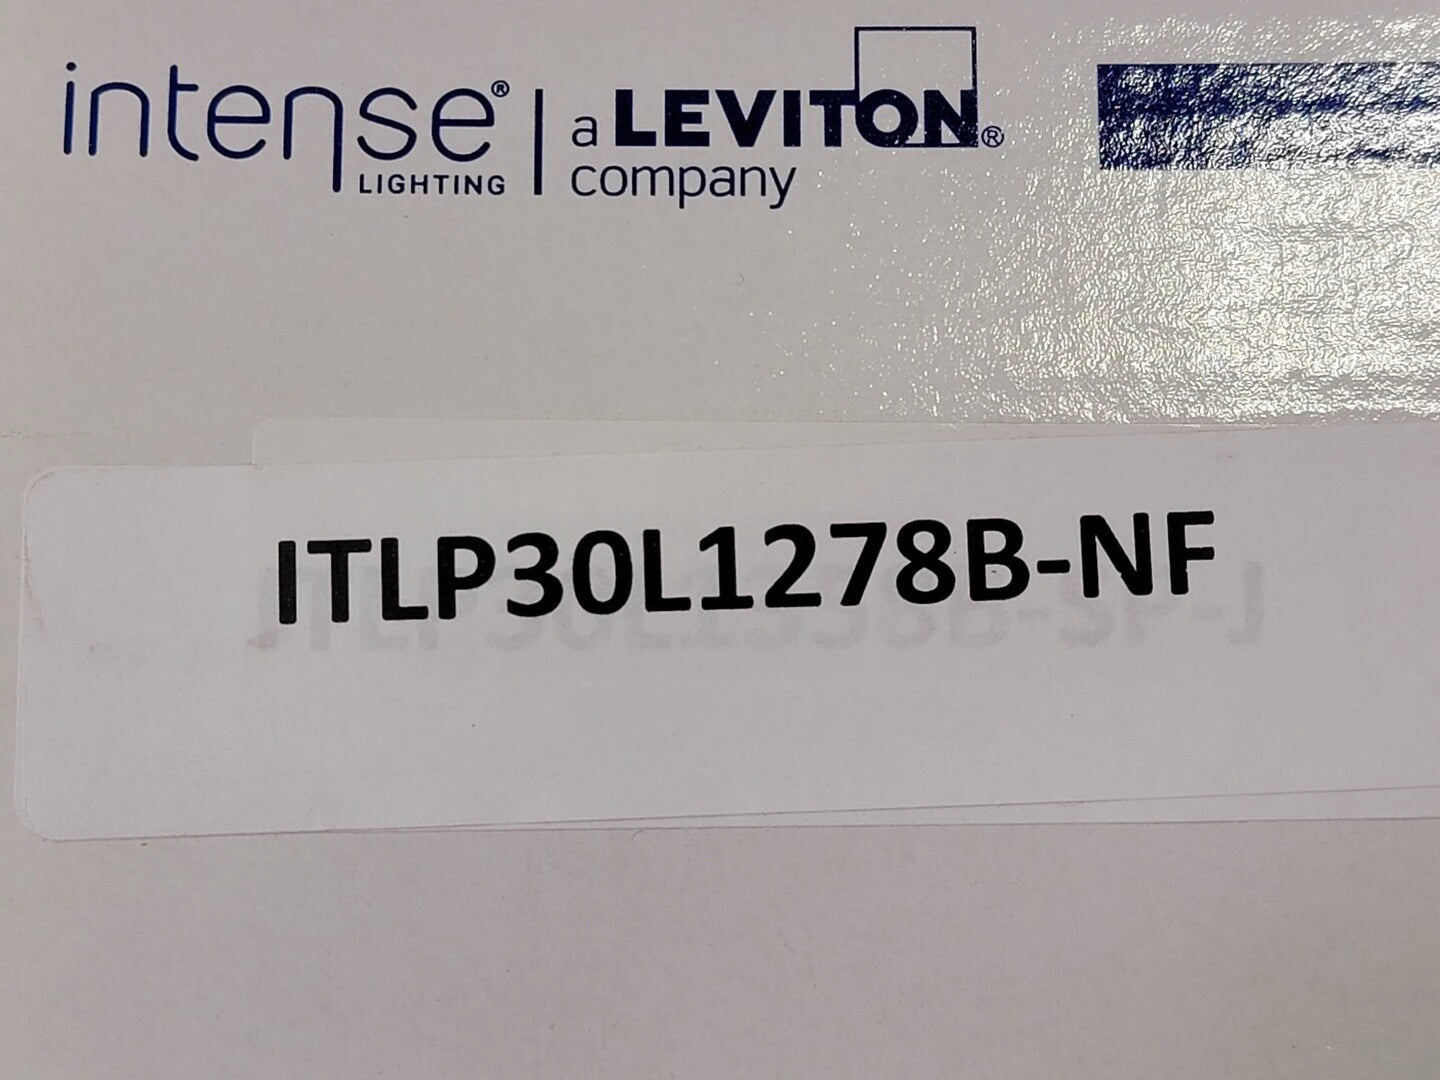 intense® LIGHTING | a LEVITON® company
ITLP30L1278B-NF